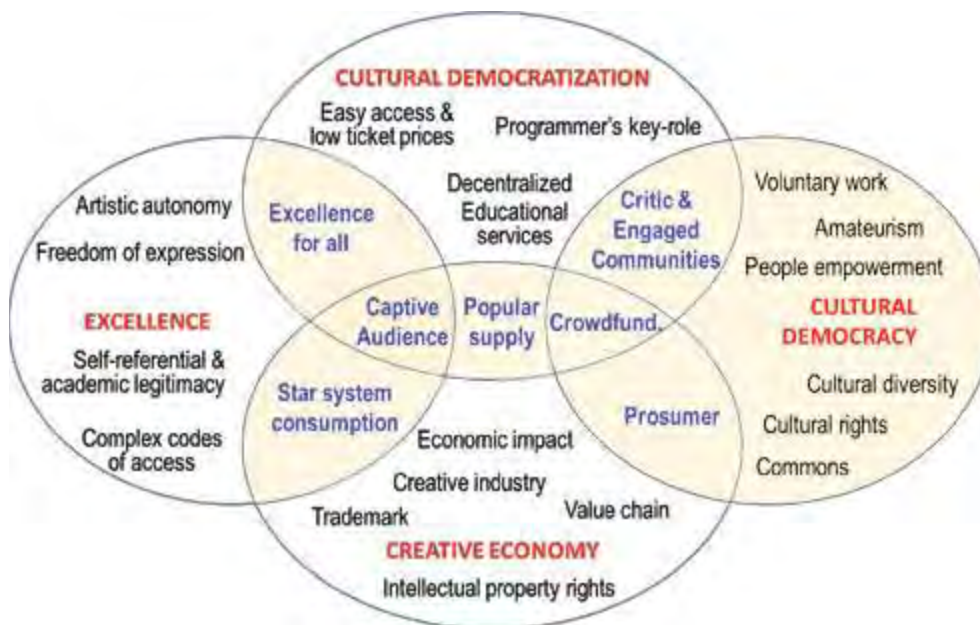 CULTURAL DEMOCRATIZATION
Easy access &
low ticket prices
Programmer's key-role
Decentralized
Educational
services
Artistic autonomy
Freedom of expression
EXCELLENCE
Self-referential &
academic legitimacy
Complex codes
of access
Excellence
for all
Captive
Audience
Popular
supply
Crowdfund.
Critic &
Engaged
Communities
Voluntary work
Amateurism
People empowerment
CULTURAL
DEMOCRACY
Cultural diversity
Cultural rights
Commons
Star system
consumption
Prosumer
Economic impact
Creative industry
Trademark
Value chain
CREATIVE ECONOMY
Intellectual property rights